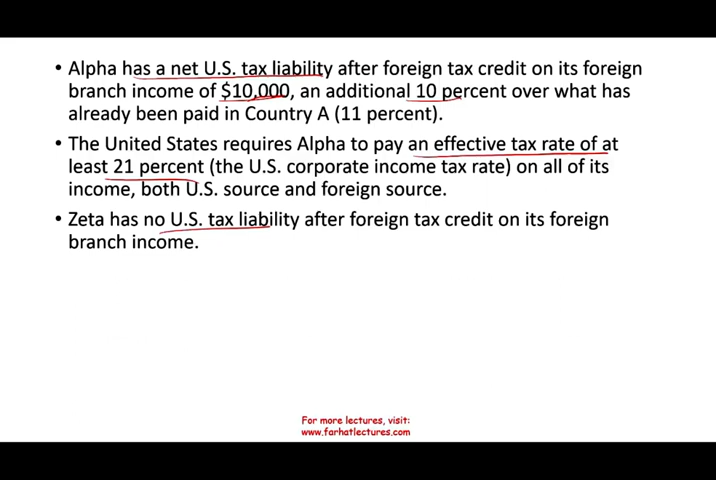 • Alpha has a net U.S. tax liability after foreign tax credit on its foreign
branch income of $10,000, an additional 10 percent over what has
already been paid in Country A (11 percent).
• The United States requires Alpha to pay an effective tax rate of at
least 21 percent (the U.S. corporate income tax rate) on all of its
income, both U.S. source and foreign source.
• Zeta has no U.S. tax liability after foreign tax credit on its foreign
branch income.
For more lectures, visit:
www.farhatlectures.com